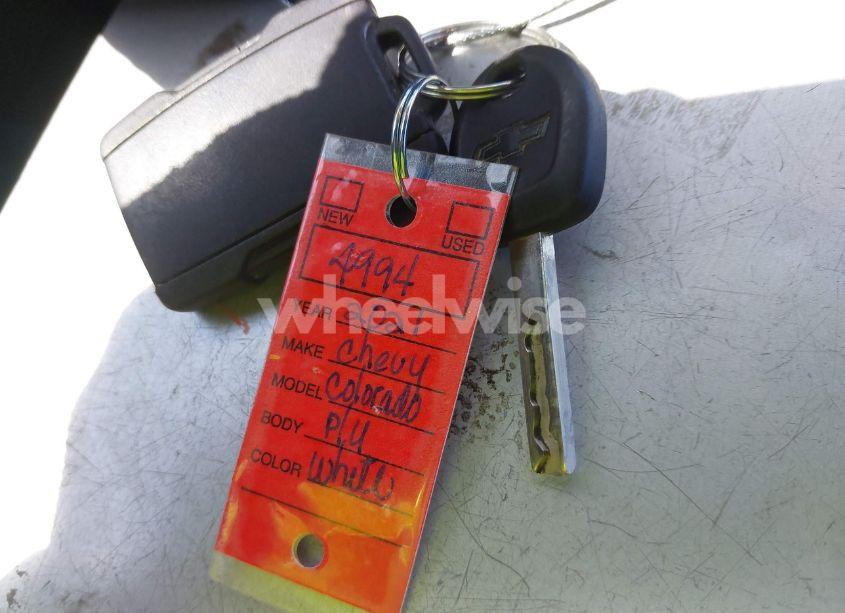 NEW
USED
4994
YEAR
wheelwise
MAKE Chevy
MODEL Colorado
BODY P/U
COLOR White